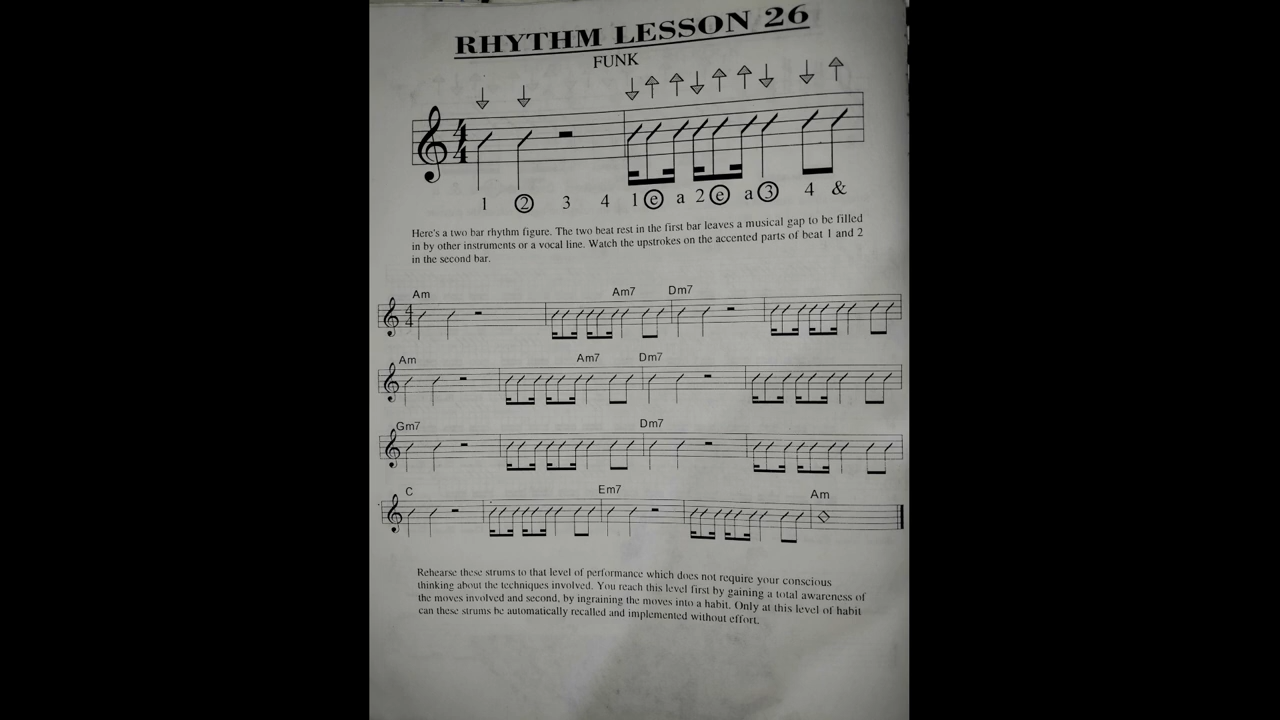 RHYTHM LESSON 26
FUNK
4
4
1 2 3 4 1 e a 2 e a 3 4 &
Here's a two bar rhythm figure. The two beat rest in the first bar leaves a musical gap to be filled
in by other instruments or a vocal line. Watch the upstrokes on the accented parts of beat 1 and 2
in the second bar.
Am Am7 Dm7
4
4
Am Am7 Dm7
Gm7 Dm7
C Em7 Am
Rehearse these strums to that level of performance which does not require your conscious
thinking about the techniques involved. You reach this level first by gaining a total awareness of
the moves involved and second, by ingraining the moves into a habit. Only at this level of habit
can these strums be automatically recalled and implemented without effort.